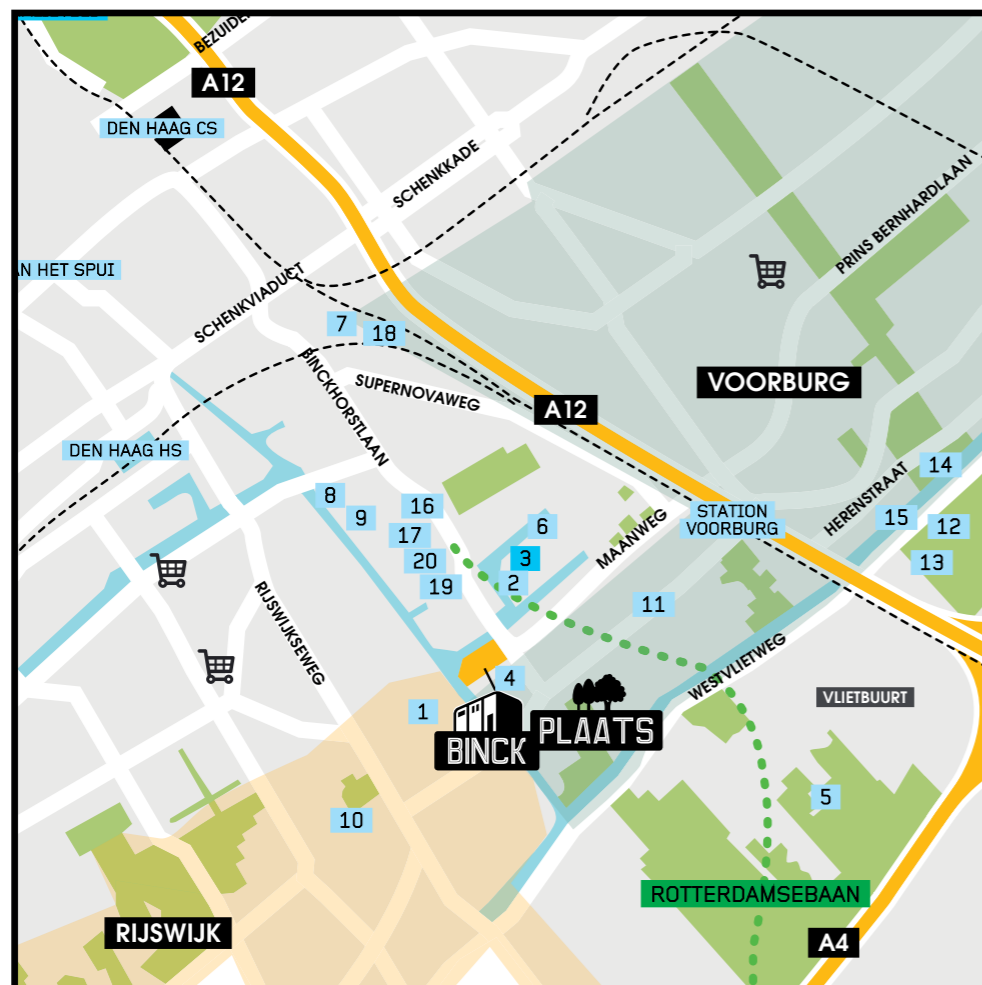 BEZUIDEN
A12
DEN HAAG CS
SCHENKKADE
PRINS BERNHARDLAAN
AN HET SPUI
SCHENKVIADUCT
7
18
BINCKHORSTLAAN
SUPERNOVAWEG
VOORBURG
A12
DEN HAAG HS
HERENSTRAAT
14
8
9
16
17
20
19
6
3
2
MAANWEG
STATION
VOORBURG
15
12
13
11
RIJSWIJKSEWEG
WESTVLIETWEG
4
1
BINCK
PLAATS
VLIETBUURT
5
10
ROTTERDAMSEBAAN
RIJSWIJK
A4